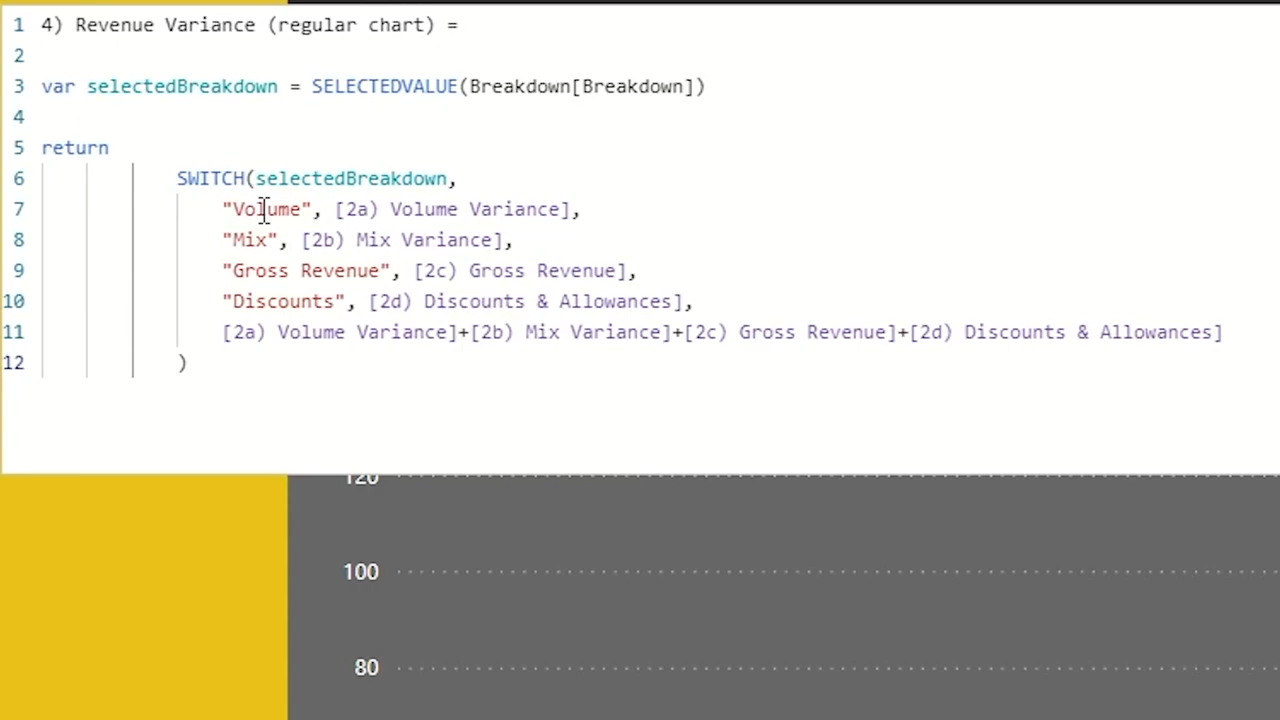 1 4) Revenue Variance (regular chart) =
2
3 var selectedBreakdown = SELECTEDVALUE(Breakdown[Breakdown])
4
5 return
6 SWITCH(selectedBreakdown,
7 "Volume", [2a) Volume Variance],
8 "Mix", [2b) Mix Variance],
9 "Gross Revenue", [2c) Gross Revenue],
10 "Discounts", [2d) Discounts & Allowances],
11 [2a) Volume Variance]+[2b) Mix Variance]+[2c) Gross Revenue]+[2d) Discounts & Allowances]
12 )
120
100
80